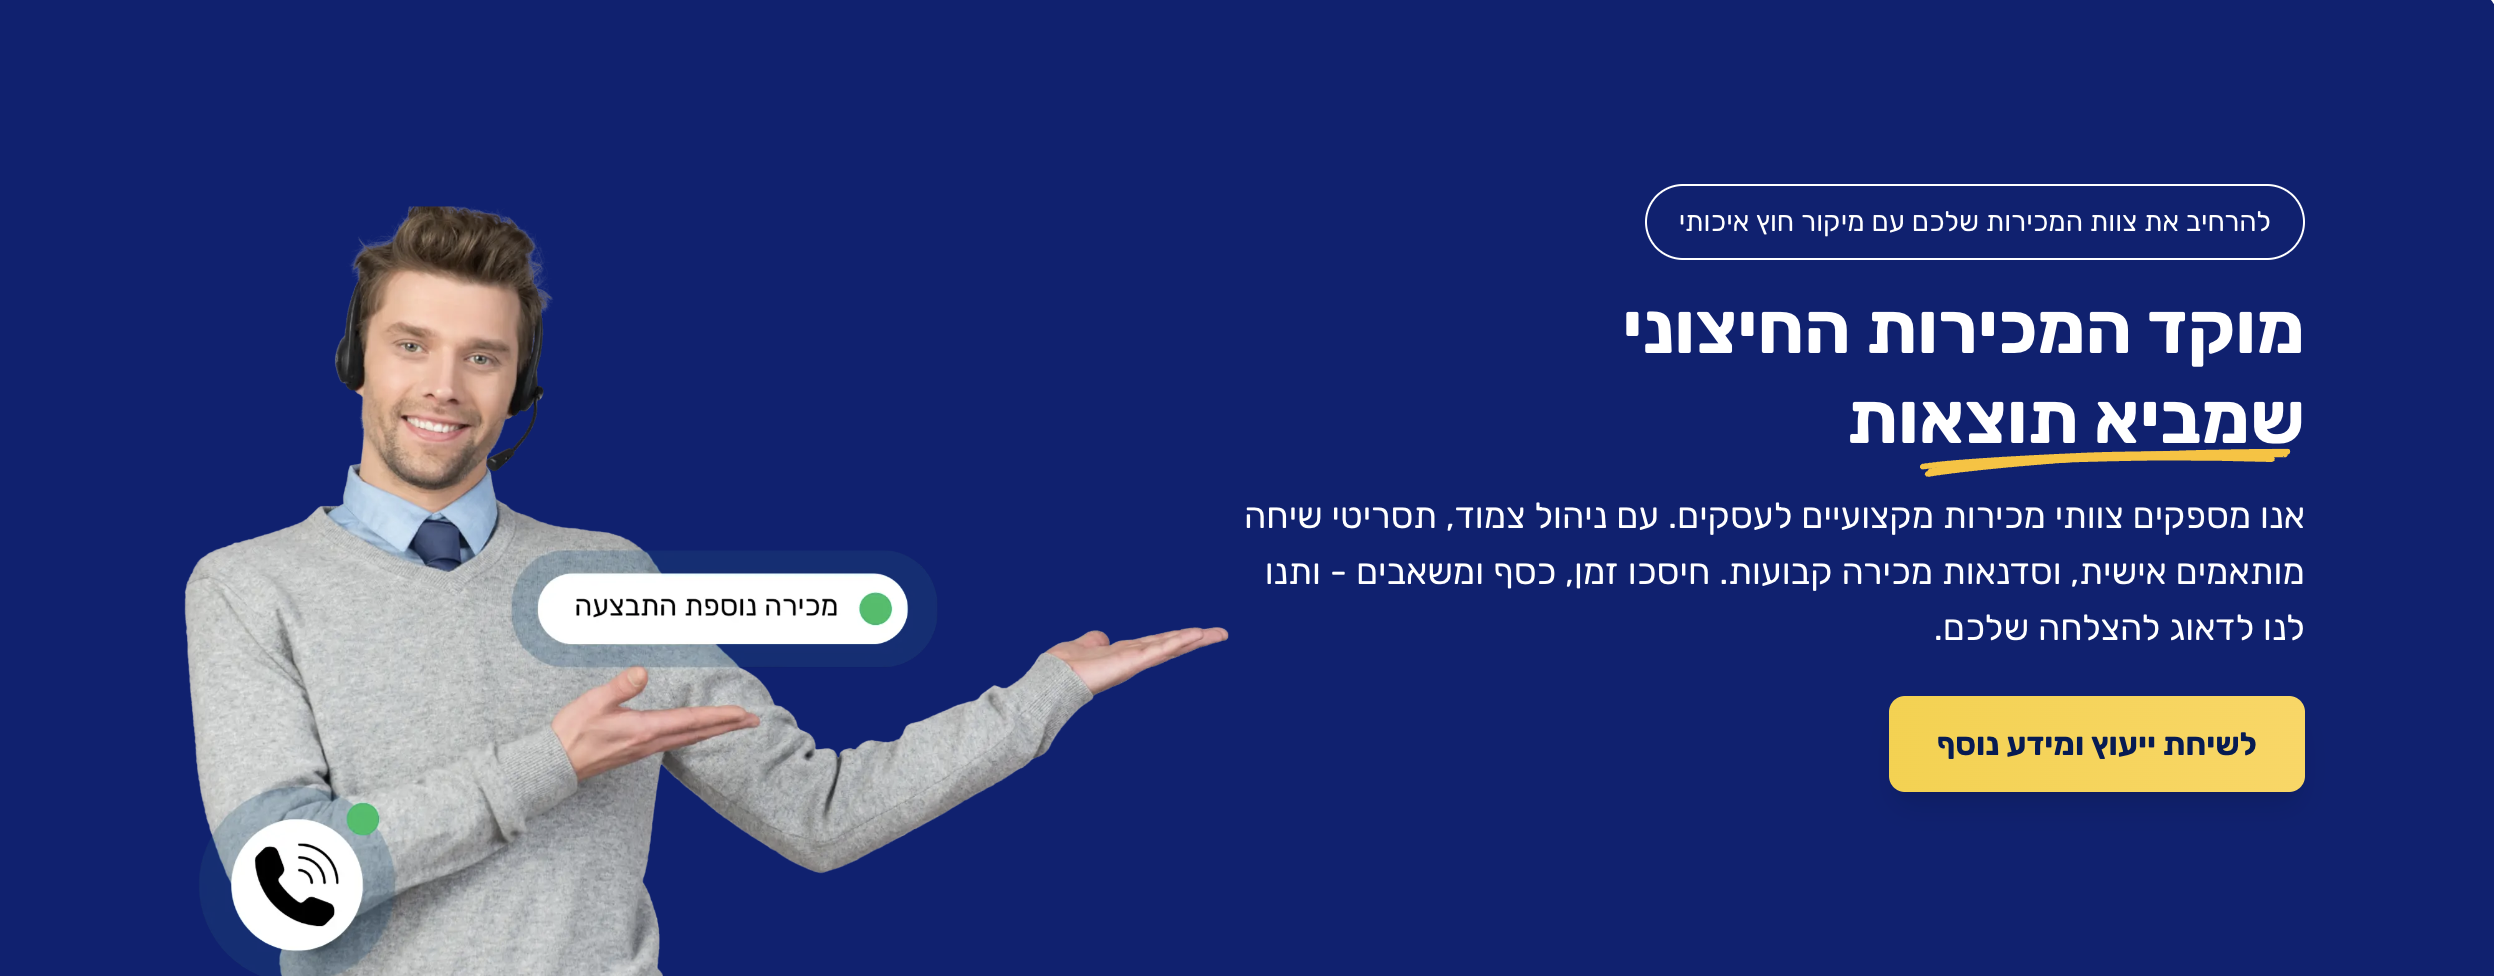 להרחיב את צוות המכירות שלכם עם מיקור חוץ איכותי
מוקד המכירות החיצוני
שמביא תוצאות
אנו מספקים צוותי מכירות מקצועיים לעסקים. עם ניהול צמוד, תסריטי שיחה
מותאמים אישית, וסדנאות מכירה קבועות. חיסכו זמן, כסף ומשאבים - ותנו
לנו לדאוג להצלחה שלכם.
לשיחת ייעוץ ומידע נוסף
מכירה נוספת התבצעה